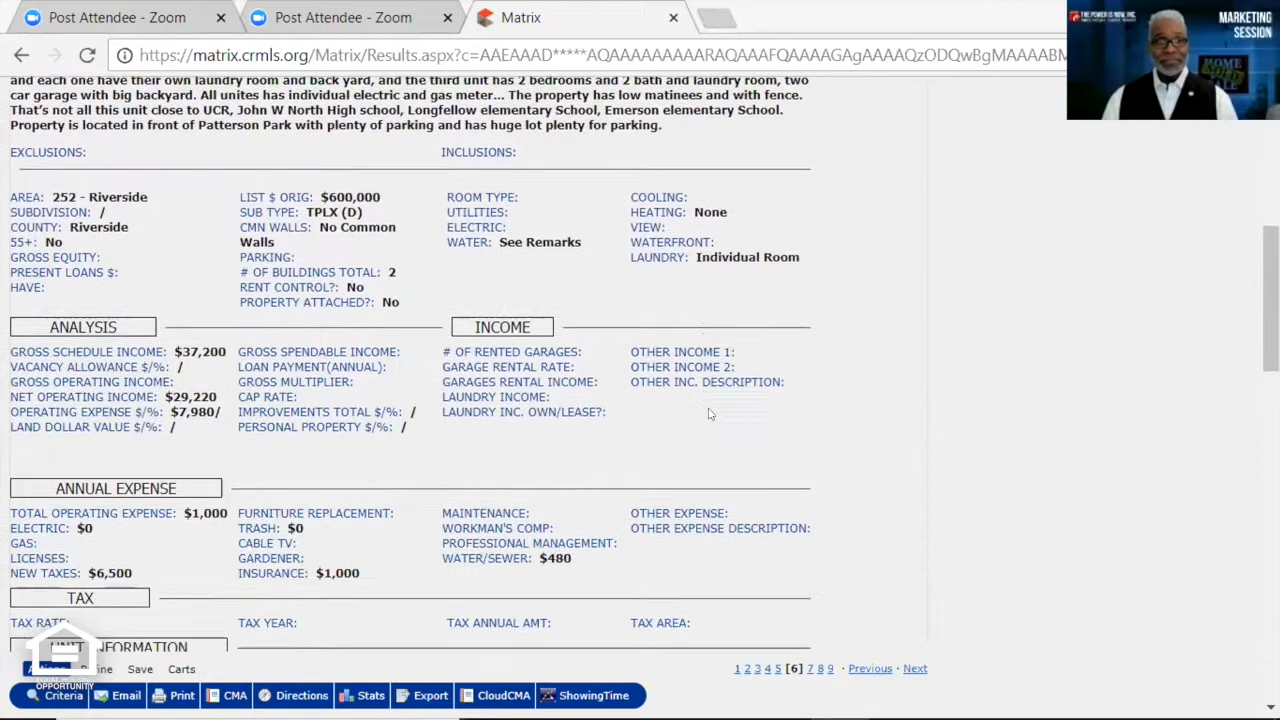 Post Attendee - Zoom
Post Attendee - Zoom
Matrix
https://matrix.crmls.org/Matrix/Results.aspx?c=AAEAAAD*****AQAAAAAAAAARAQAAAFQAAAAGAgAAAAQzODQwBgMAAAABM
THE POWER IS NOW, INC.
MARKETING
SESSION
and each one have their own laundry room and back yard, and the third unit has 2 bedrooms and 2 bath and laundry room, two
car garage with big backyard. All unites has individual electric and gas meter... The property has low matinees and with fence.
That's not all this unit close to UCR, John W North High school, Longfellow elementary School, Emerson elementary School.
Property is located in front of Patterson Park with plenty of parking and has huge lot plenty for parking.
EXCLUSIONS: INCLUSIONS:
AREA: 252 - Riverside LIST $ ORIG: $600,000 ROOM TYPE: COOLING:
SUBDIVISION: / SUB TYPE: TPLX (D) UTILITIES: HEATING: None
COUNTY: Riverside CMN WALLS: No Common ELECTRIC: VIEW:
55+: No Walls WATER: See Remarks WATERFRONT:
GROSS EQUITY: PARKING: LAUNDRY: Individual Room
PRESENT LOANS $: # OF BUILDINGS TOTAL: 2
HAVE: RENT CONTROL?: No
PROPERTY ATTACHED?: No
ANALYSIS INCOME
GROSS SCHEDULE INCOME: $37,200 GROSS SPENDABLE INCOME: # OF RENTED GARAGES: OTHER INCOME 1:
VACANCY ALLOWANCE $/%: / LOAN PAYMENT(ANNUAL): GARAGE RENTAL RATE: OTHER INCOME 2:
GROSS OPERATING INCOME: GROSS MULTIPLIER: GARAGES RENTAL INCOME: OTHER INC. DESCRIPTION:
NET OPERATING INCOME: $29,220 CAP RATE: LAUNDRY INCOME:
OPERATING EXPENSE $/%: $7,980/ IMPROVEMENTS TOTAL $/%: / LAUNDRY INC. OWN/LEASE?:
LAND DOLLAR VALUE $/%: / PERSONAL PROPERTY $/%: /
ANNUAL EXPENSE
TOTAL OPERATING EXPENSE: $1,000 FURNITURE REPLACEMENT: MAINTENANCE: OTHER EXPENSE:
ELECTRIC: $0 TRASH: $0 WORKMAN'S COMP: OTHER EXPENSE DESCRIPTION:
GAS: CABLE TV: PROFESSIONAL MANAGEMENT:
LICENSES: GARDENER: WATER/SEWER: $480
NEW TAXES: $6,500 INSURANCE: $1,000
TAX
TAX RATE: TAX YEAR: TAX ANNUAL AMT: TAX AREA:
UNIT INFORMATION
Save Carts 1 2 3 4 5 [6] 7 8 9 · Previous · Next
Criteria Email Print CMA Directions Stats Export CloudCMA ShowingTime
EQUAL HOUSING
OPPORTUNITY